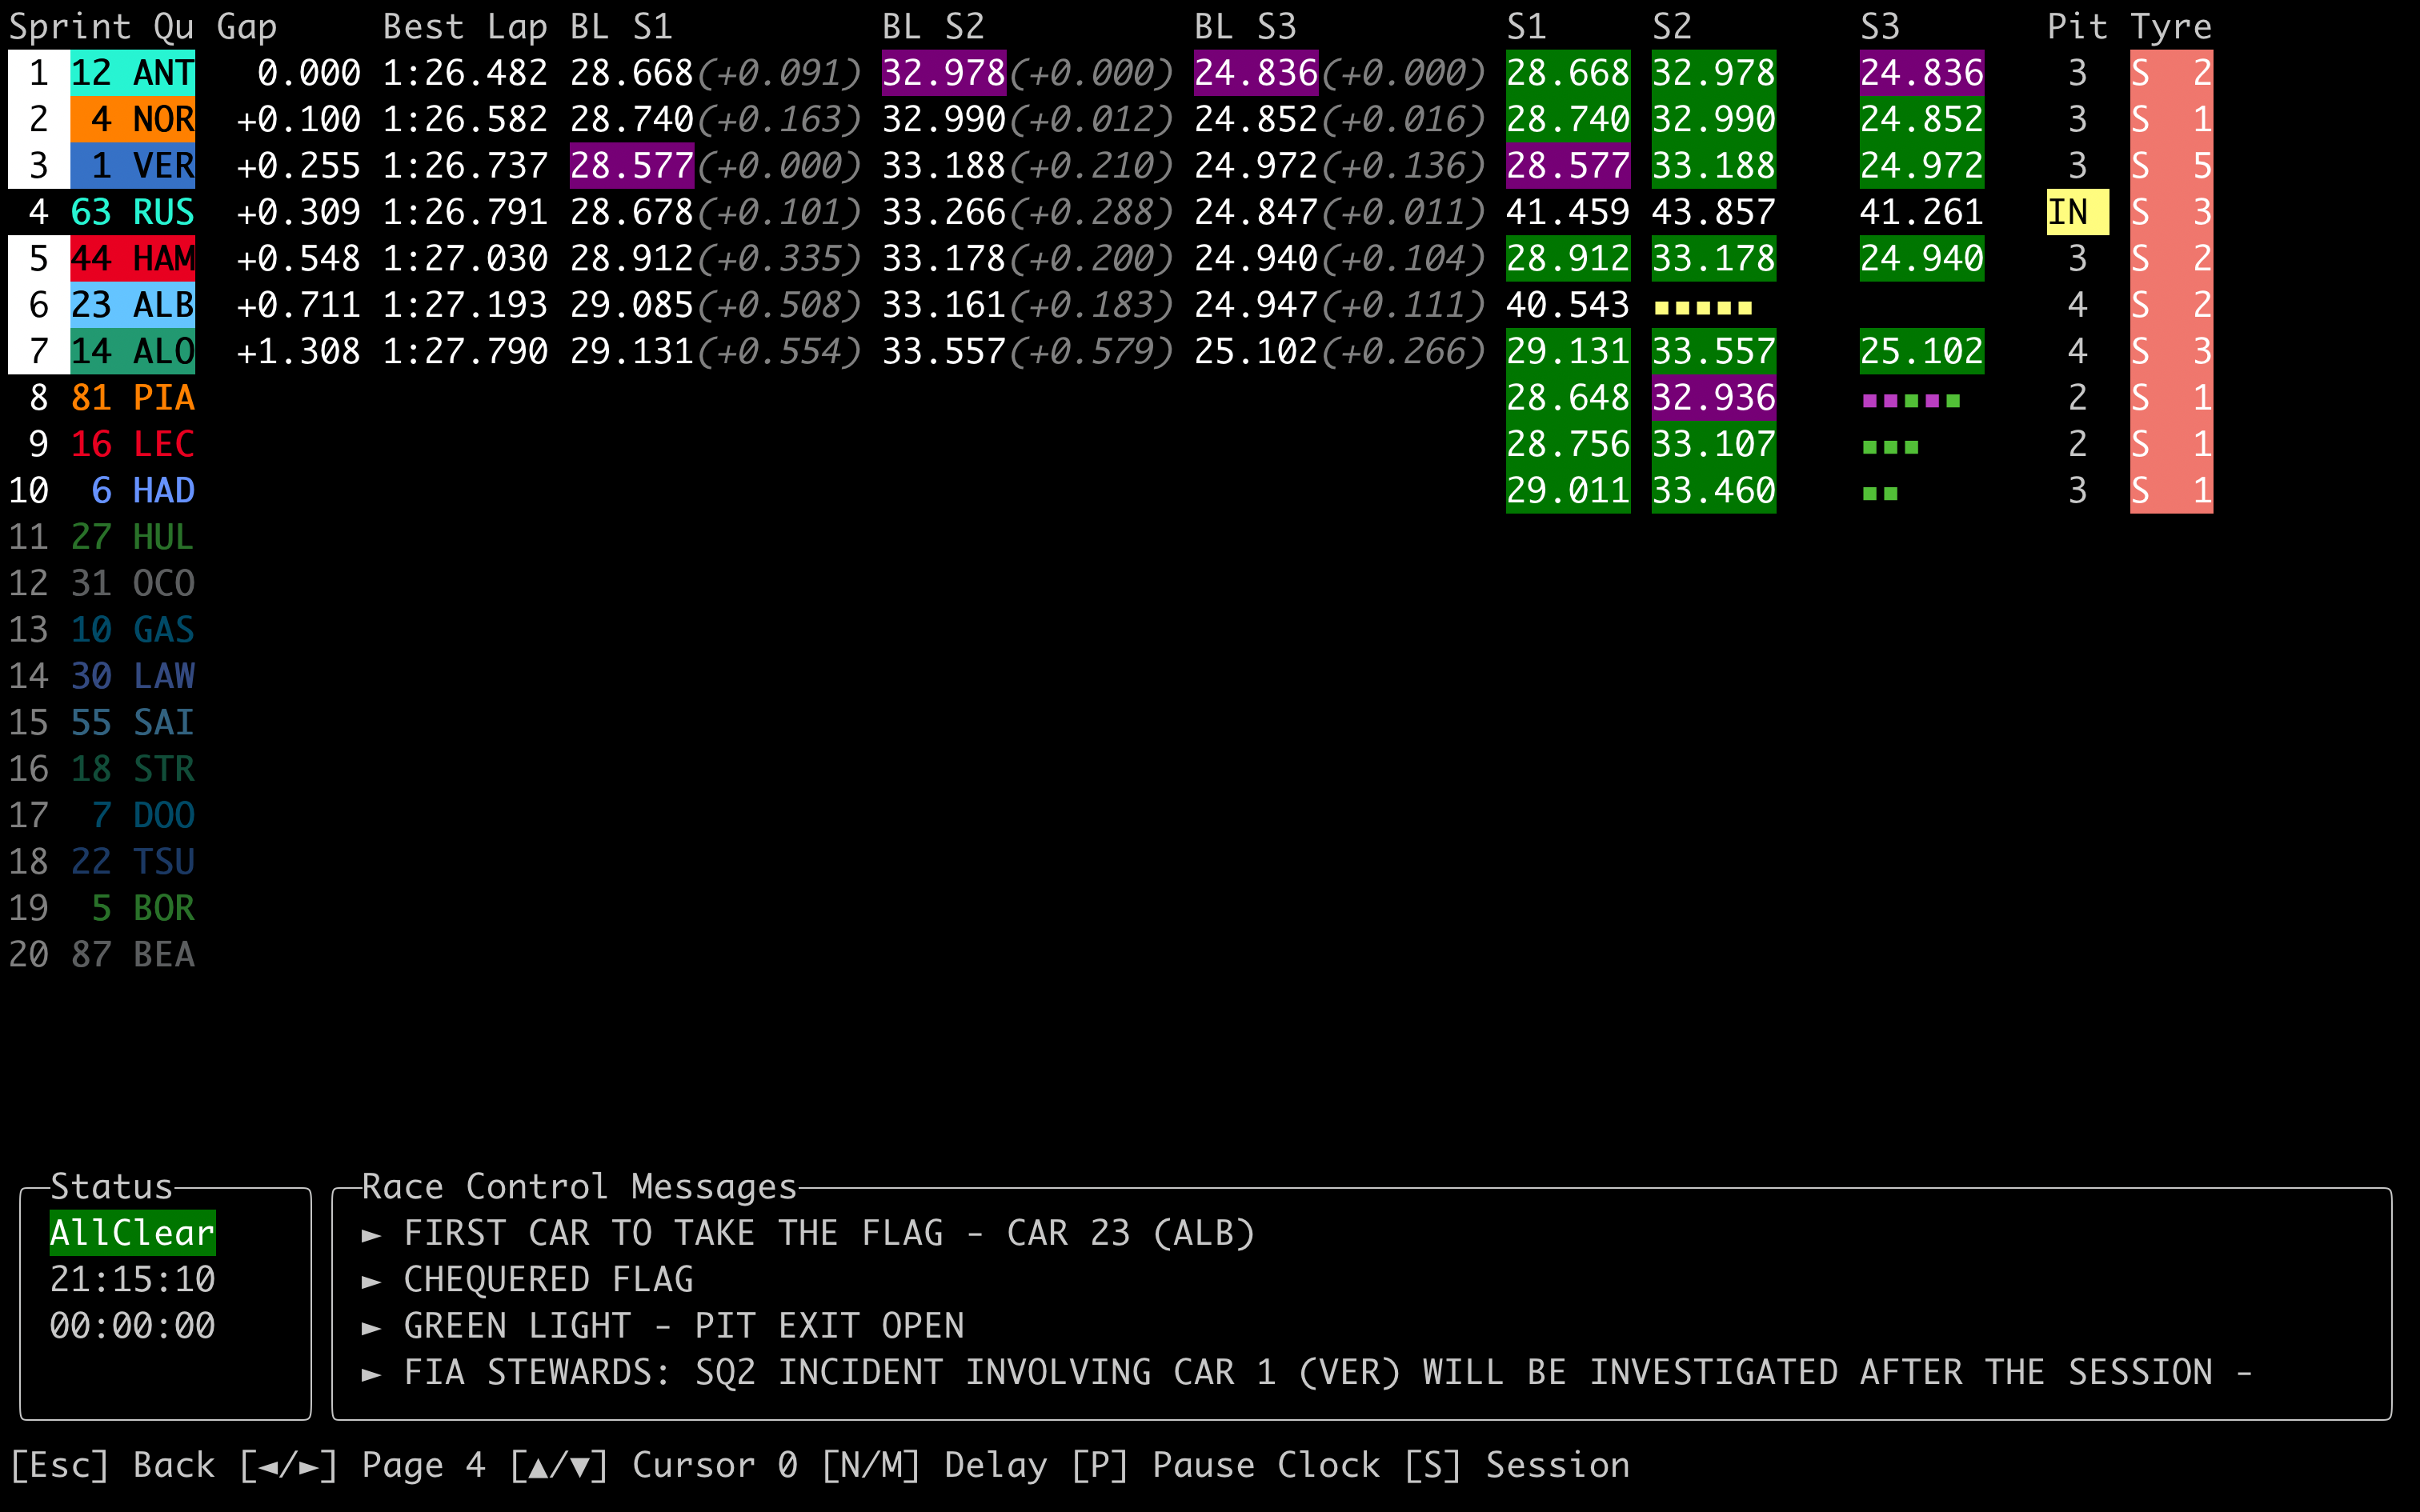 Sprint Qu Gap Best Lap BL S1 BL S2 BL S3 S1 S2 S3 Pit Tyre
1 12 ANT 0.000 1:26.482 28.668(+0.091) 32.978(+0.000) 24.836(+0.000) 28.668 32.978 24.836 3 S 2
2 4 NOR +0.100 1:26.582 28.740(+0.163) 32.990(+0.012) 24.852(+0.016) 28.740 32.990 24.852 3 S 1
3 1 VER +0.255 1:26.737 28.577(+0.000) 33.188(+0.210) 24.972(+0.136) 28.577 33.188 24.972 3 S 5
4 63 RUS +0.309 1:26.791 28.678(+0.101) 33.266(+0.288) 24.847(+0.011) 41.459 43.857 41.261 IN S 3
5 44 HAM +0.548 1:27.030 28.912(+0.335) 33.178(+0.200) 24.940(+0.104) 28.912 33.178 24.940 3 S 2
6 23 ALB +0.711 1:27.193 29.085(+0.508) 33.161(+0.183) 24.947(+0.111) 40.543 4 S 2
7 14 ALO +1.308 1:27.790 29.131(+0.554) 33.557(+0.579) 25.102(+0.266) 29.131 33.557 25.102 4 S 3
8 81 PIA 28.648 32.936 2 S 1
9 16 LEC 28.756 33.107 2 S 1
10 6 HAD 29.011 33.460 3 S 1
11 27 HUL
12 31 OCO
13 10 GAS
14 30 LAW
15 55 SAI
16 18 STR
17 7 DOO
18 22 TSU
19 5 BOR
20 87 BEA
Status
AllClear
21:15:10
00:00:00
Race Control Messages
► FIRST CAR TO TAKE THE FLAG - CAR 23 (ALB)
► CHEQUERED FLAG
► GREEN LIGHT - PIT EXIT OPEN
► FIA STEWARDS: SQ2 INCIDENT INVOLVING CAR 1 (VER) WILL BE INVESTIGATED AFTER THE SESSION -
[Esc] Back [◄/►] Page 4 [▲/▼] Cursor 0 [N/M] Delay [P] Pause Clock [S] Session